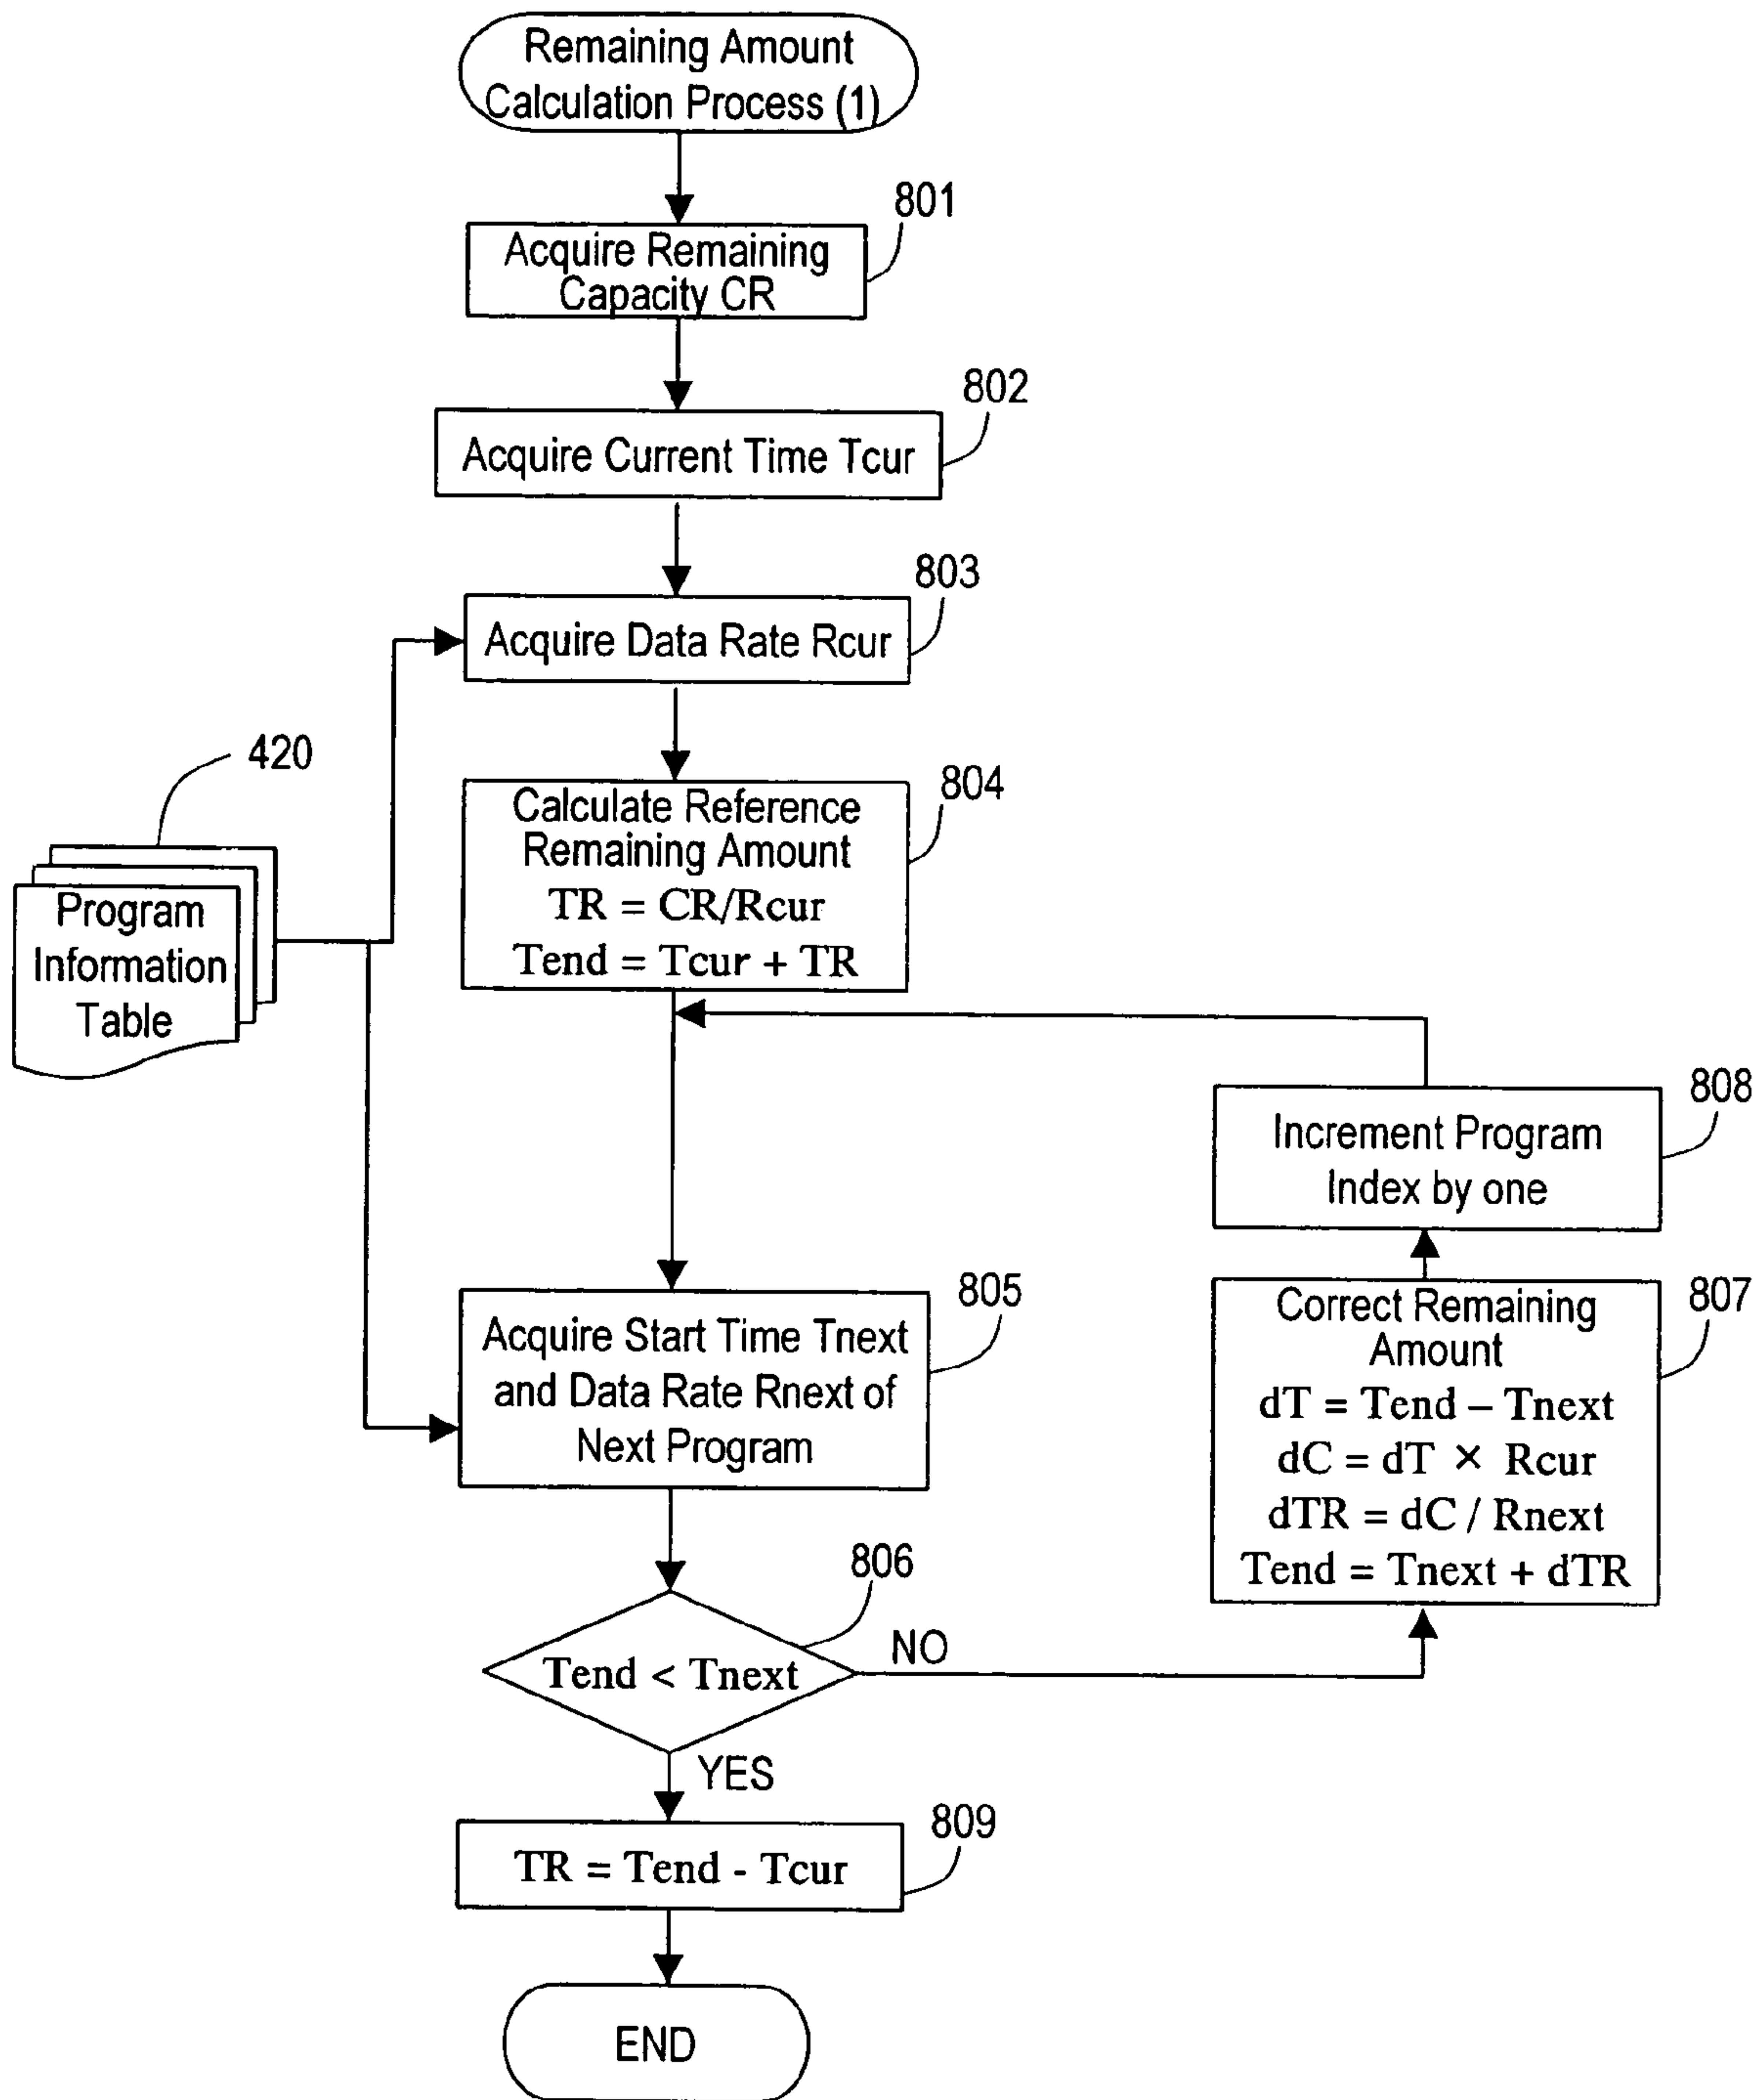 Remaining Amount
Calculation Process (1)
801
Acquire Remaining
Capacity CR
802
Acquire Current Time Tcur
803
Acquire Data Rate Rcur
420
Program
Information
Table
804
Calculate Reference
Remaining Amount
TR = CR/Rcur
Tend = Tcur + TR
808
Increment Program
Index by one
805
Acquire Start Time Tnext
and Data Rate Rnext of
Next Program
807
Correct Remaining
Amount
dT = Tend – Tnext
dC = dT × Rcur
dTR = dC / Rnext
Tend = Tnext + dTR
806
Tend < Tnext
NO
YES
809
TR = Tend - Tcur
END